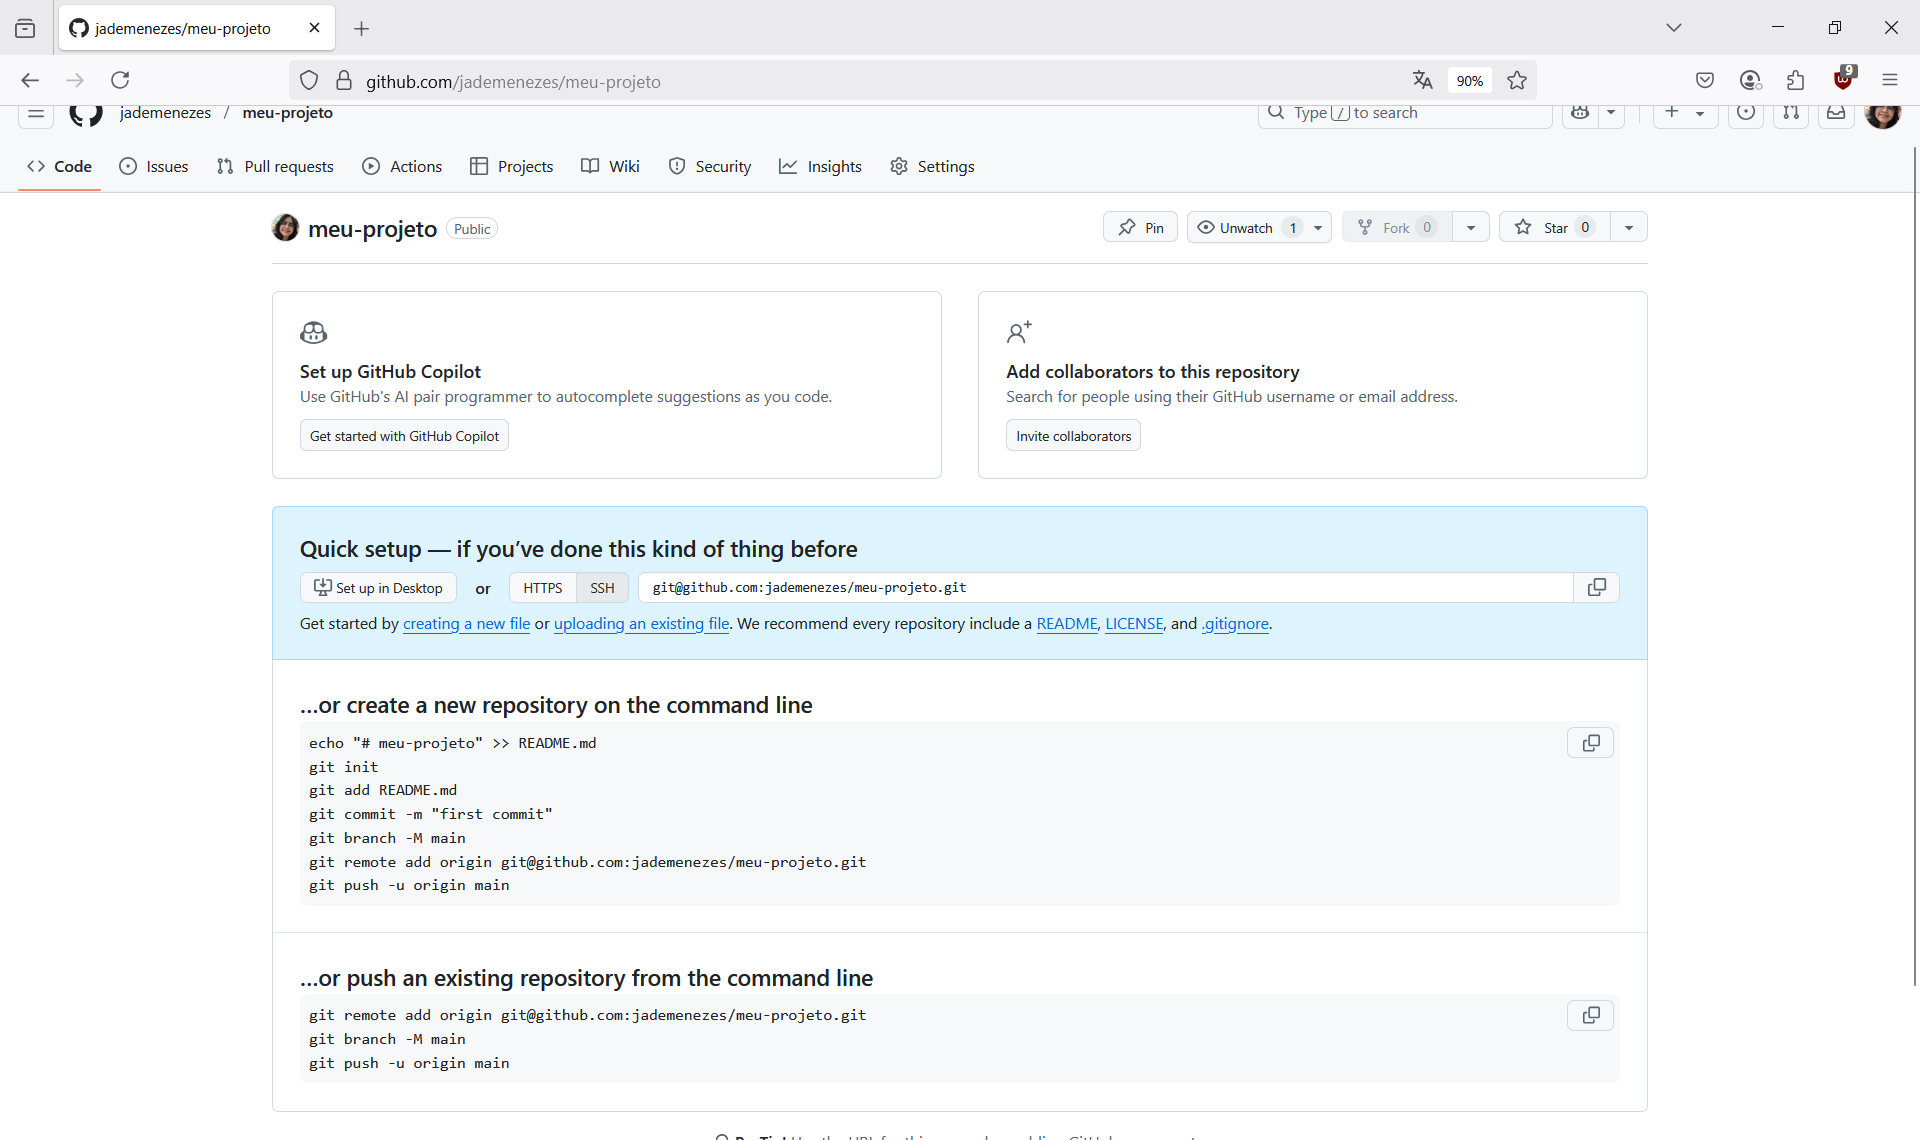 jademenezes/meu-projeto
github.com/jademenezes/meu-projeto
90%
9
jademenezes / meu-projeto
Type / to search
Code Issues Pull requests Actions Projects Wiki Security Insights Settings
meu-projeto Public
Pin Unwatch 1 Fork 0 Star 0
Set up GitHub Copilot
Use GitHub's AI pair programmer to autocomplete suggestions as you code.
Get started with GitHub Copilot
Add collaborators to this repository
Search for people using their GitHub username or email address.
Invite collaborators
Quick setup — if you’ve done this kind of thing before
Set up in Desktop or HTTPS SSH git@github.com:jademenezes/meu-projeto.git
Get started by creating a new file or uploading an existing file. We recommend every repository include a README, LICENSE, and .gitignore.
…or create a new repository on the command line
echo "# meu-projeto" >> README.md
git init
git add README.md
git commit -m "first commit"
git branch -M main
git remote add origin git@github.com:jademenezes/meu-projeto.git
git push -u origin main
…or push an existing repository from the command line
git remote add origin git@github.com:jademenezes/meu-projeto.git
git branch -M main
git push -u origin main